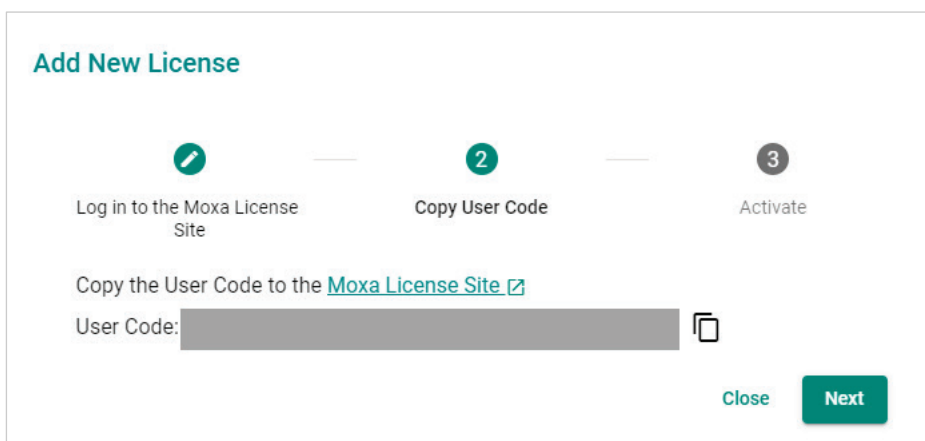 Add New License
2
3
Log in to the Moxa License
Site
Copy User Code
Activate
Copy the User Code to the Moxa License Site
User Code:
Close
Next